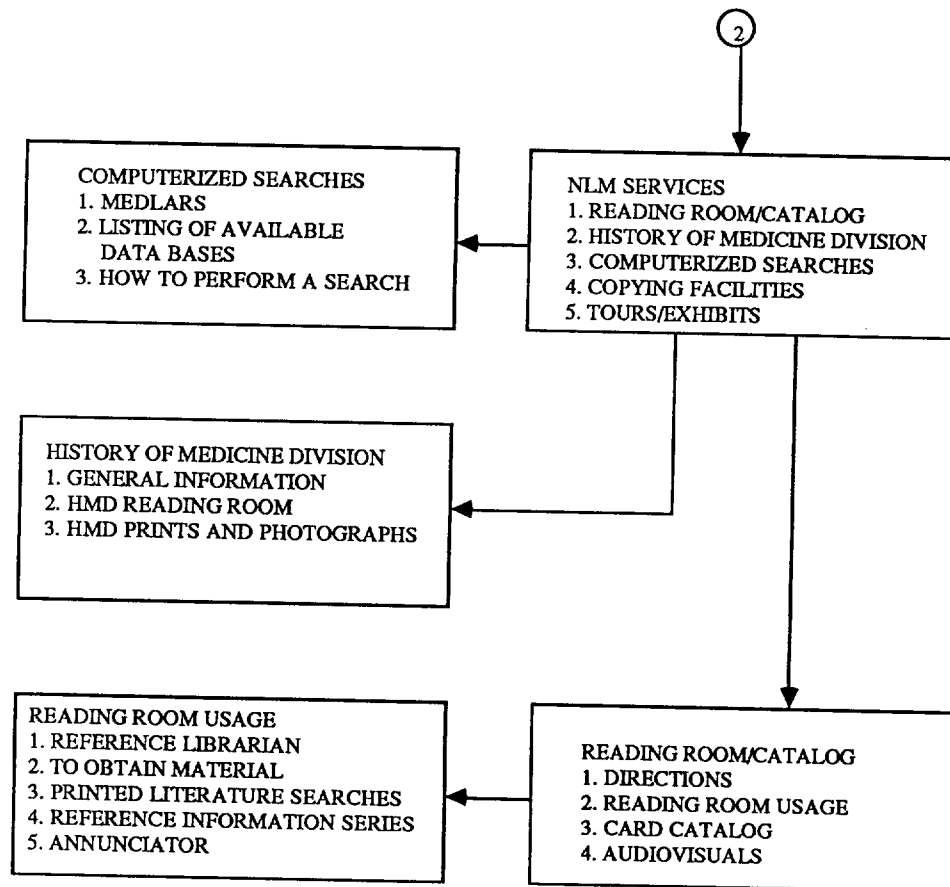 2
COMPUTERIZED SEARCHES
1. MEDLARS
2. LISTING OF AVAILABLE
DATA BASES
3. HOW TO PERFORM A SEARCH
NLM SERVICES
1. READING ROOM/CATALOG
2. HISTORY OF MEDICINE DIVISION
3. COMPUTERIZED SEARCHES
4. COPYING FACILITIES
5. TOURS/EXHIBITS
HISTORY OF MEDICINE DIVISION
1. GENERAL INFORMATION
2. HMD READING ROOM
3. HMD PRINTS AND PHOTOGRAPHS
READING ROOM USAGE
1. REFERENCE LIBRARIAN
2. TO OBTAIN MATERIAL
3. PRINTED LITERATURE SEARCHES
4. REFERENCE INFORMATION SERIES
5. ANNUNCIATOR
READING ROOM/CATALOG
1. DIRECTIONS
2. READING ROOM USAGE
3. CARD CATALOG
4. AUDIOVISUALS